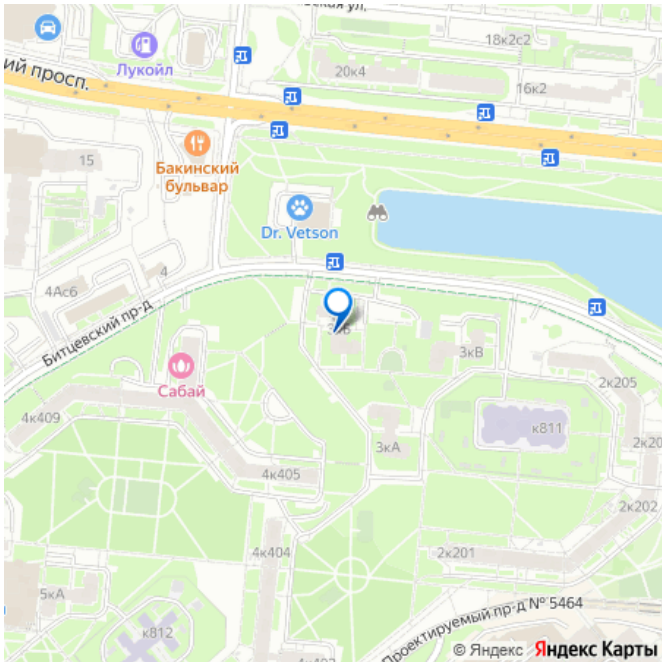 ская ул.
18к2с2
Лукойл
20к4
ий просп.
16к2
15
Бакинский
бульвар
Dr. Vetson
4
4Ас6
Битцевский пр-д
3кВ
Сабай
2к205
4к409
к811
3кА
4к405
2к202
4к404
2к201
5кА
Проектируемый пр-д № 5464
к812
© Яндекс Яндекс Карты